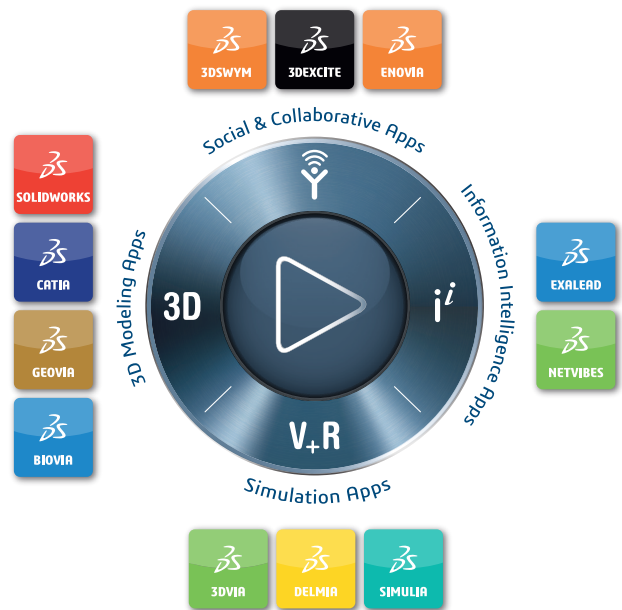 3DSWYM
3DEXCITE
ENOVIA
Social & Collaborative Apps
SOLIDWORKS
CATIA
GEOVIA
BIOVIA
3D Modeling Apps
3D
i i
V+R
Information Intelligence Apps
EXALEAD
NETVIBES
Simulation Apps
3DVIA
DELMIA
SIMULIA